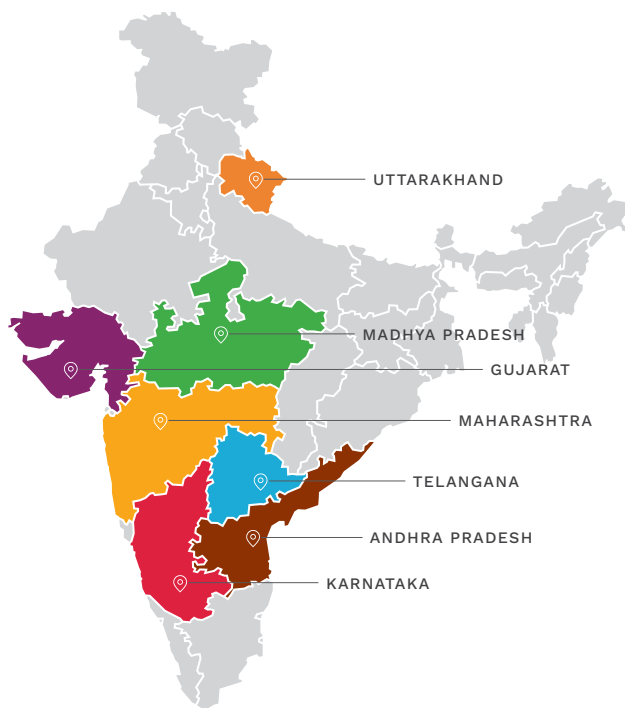 UTTARAKHAND
MADHYA PRADESH
GUJARAT
MAHARASHTRA
TELANGANA
ANDHRA PRADESH
KARNATAKA